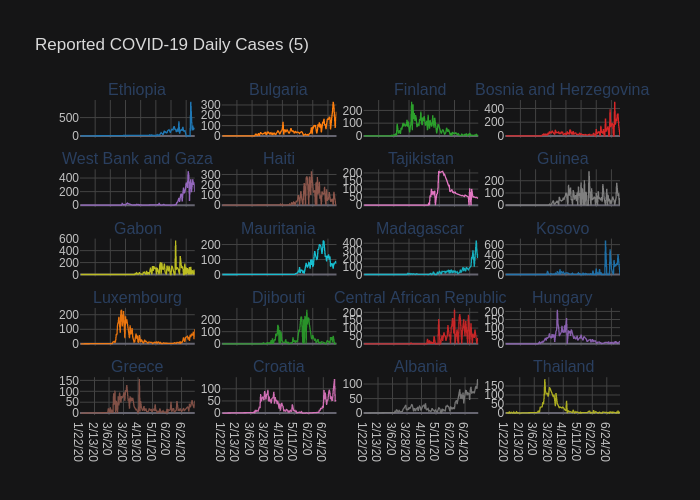 Reported COVID-19 Daily Cases (5)
Ethiopia Bulgaria Finland Bosnia and Herzegovina
500 0 300 200 100 0 200 100 0 400 200 0
West Bank and Gaza Haiti Tajikistan Guinea
400 200 0 300 200 100 0 200 150 100 50 0 200 100 0
Gabon Mauritania Madagascar Kosovo
600 400 200 0 200 100 0 400 300 200 100 0 600 400 200 0
Luxembourg Djibouti Central African Republic Hungary
200 100 0 200 100 0 200 150 100 50 0 200 150 100 50 0
Greece Croatia Albania Thailand
150 100 50 0 100 50 0 100 50 0 150 100 50 0
1/22/20 2/13/20 3/6/20 3/28/20 4/19/20 5/11/20 6/2/20 6/24/20 1/22/20 2/13/20 3/6/20 3/28/20 4/19/20 5/11/20 6/2/20 6/24/20 1/22/20 2/13/20 3/6/20 3/28/20 4/19/20 5/11/20 6/2/20 6/24/20 1/22/20 2/13/20 3/6/20 3/28/20 4/19/20 5/11/20 6/2/20 6/24/20